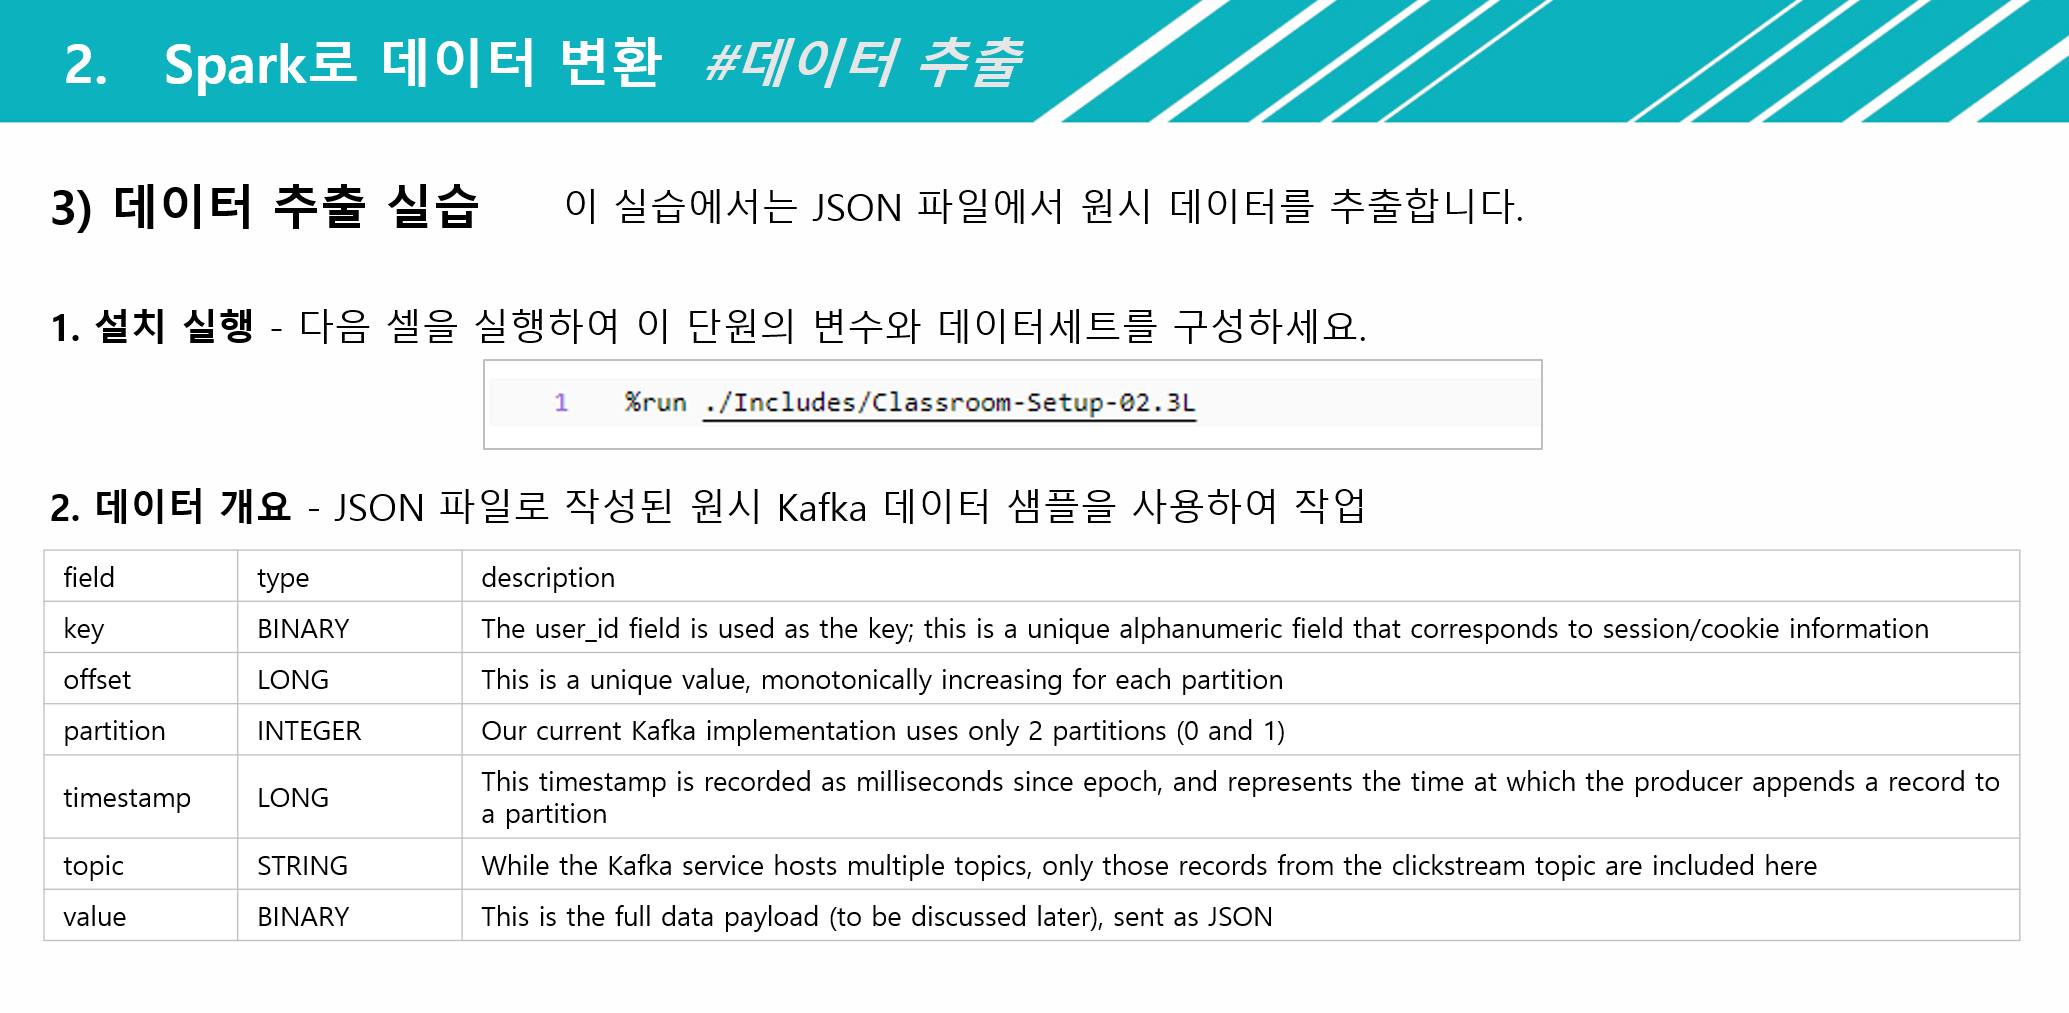 2. Spark로 데이터 변환 #데이터 추출
3) 데이터 추출 실습 이 실습에서는 JSON 파일에서 원시 데이터를 추출합니다.
1. 설치 실행 - 다음 셀을 실행하여 이 단원의 변수와 데이터세트를 구성하세요.
1 %run ./Includes/Classroom-Setup-02.3L
2. 데이터 개요 - JSON 파일로 작성된 원시 Kafka 데이터 샘플을 사용하여 작업
field type description
key BINARY The user_id field is used as the key; this is a unique alphanumeric field that corresponds to session/cookie information
offset LONG This is a unique value, monotonically increasing for each partition
partition INTEGER Our current Kafka implementation uses only 2 partitions (0 and 1)
timestamp LONG This timestamp is recorded as milliseconds since epoch, and represents the time at which the producer appends a record to
a partition
topic STRING While the Kafka service hosts multiple topics, only those records from the clickstream topic are included here
value BINARY This is the full data payload (to be discussed later), sent as JSON